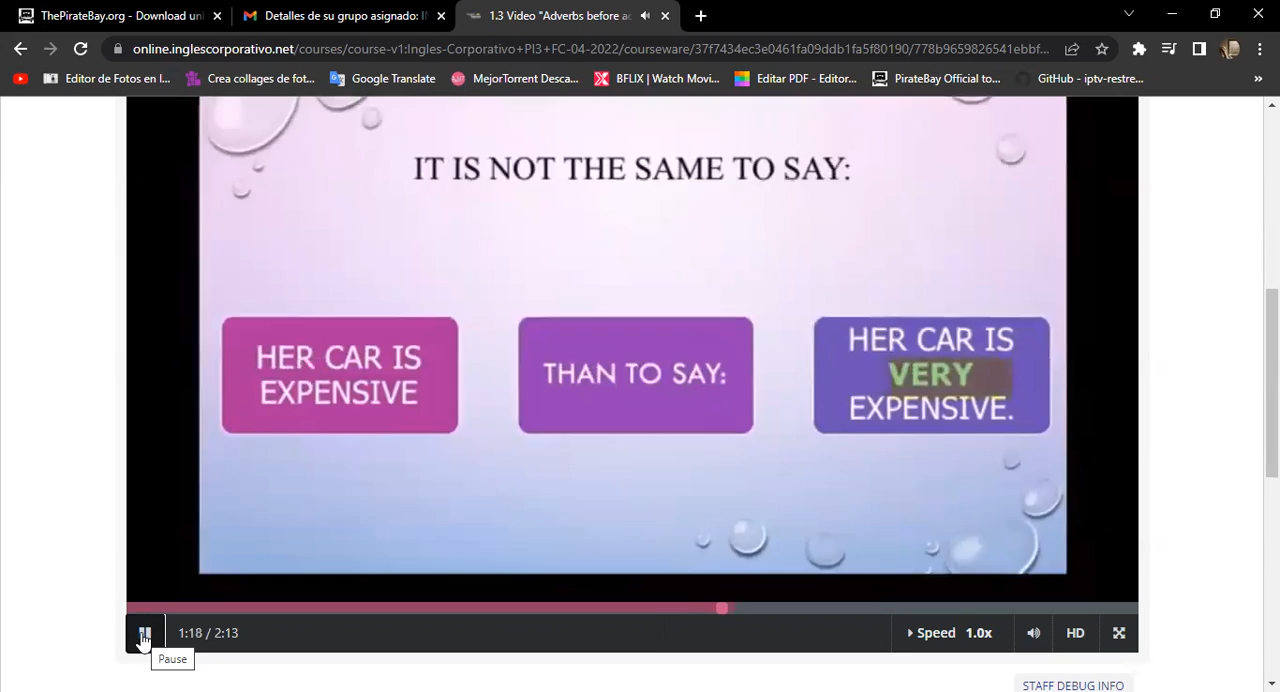 ThePirateBay.org - Download unl
Detalles de su grupo asignado: I
1.3 Video "Adverbs before a
online.inglescorporativo.net/courses/course-v1:Ingles-Corporativo+PI3+FC-04-2022/courseware/37f7434ec3e0461fa09ddb1fa5f80190/778b9659826541ebbf...
Editor de Fotos en l...
Crea collages de fot...
Google Translate
MejorTorrent Desca...
BFLIX | Watch Movi...
Editar PDF - Editor...
PirateBay Official to...
GitHub - iptv-restre...
»
IT IS NOT THE SAME TO SAY:
HER CAR IS
EXPENSIVE
THAN TO SAY:
HER CAR IS
VERY
EXPENSIVE.
1:18 / 2:13
Speed 1.0x
HD
Pause
STAFF DEBUG INFO